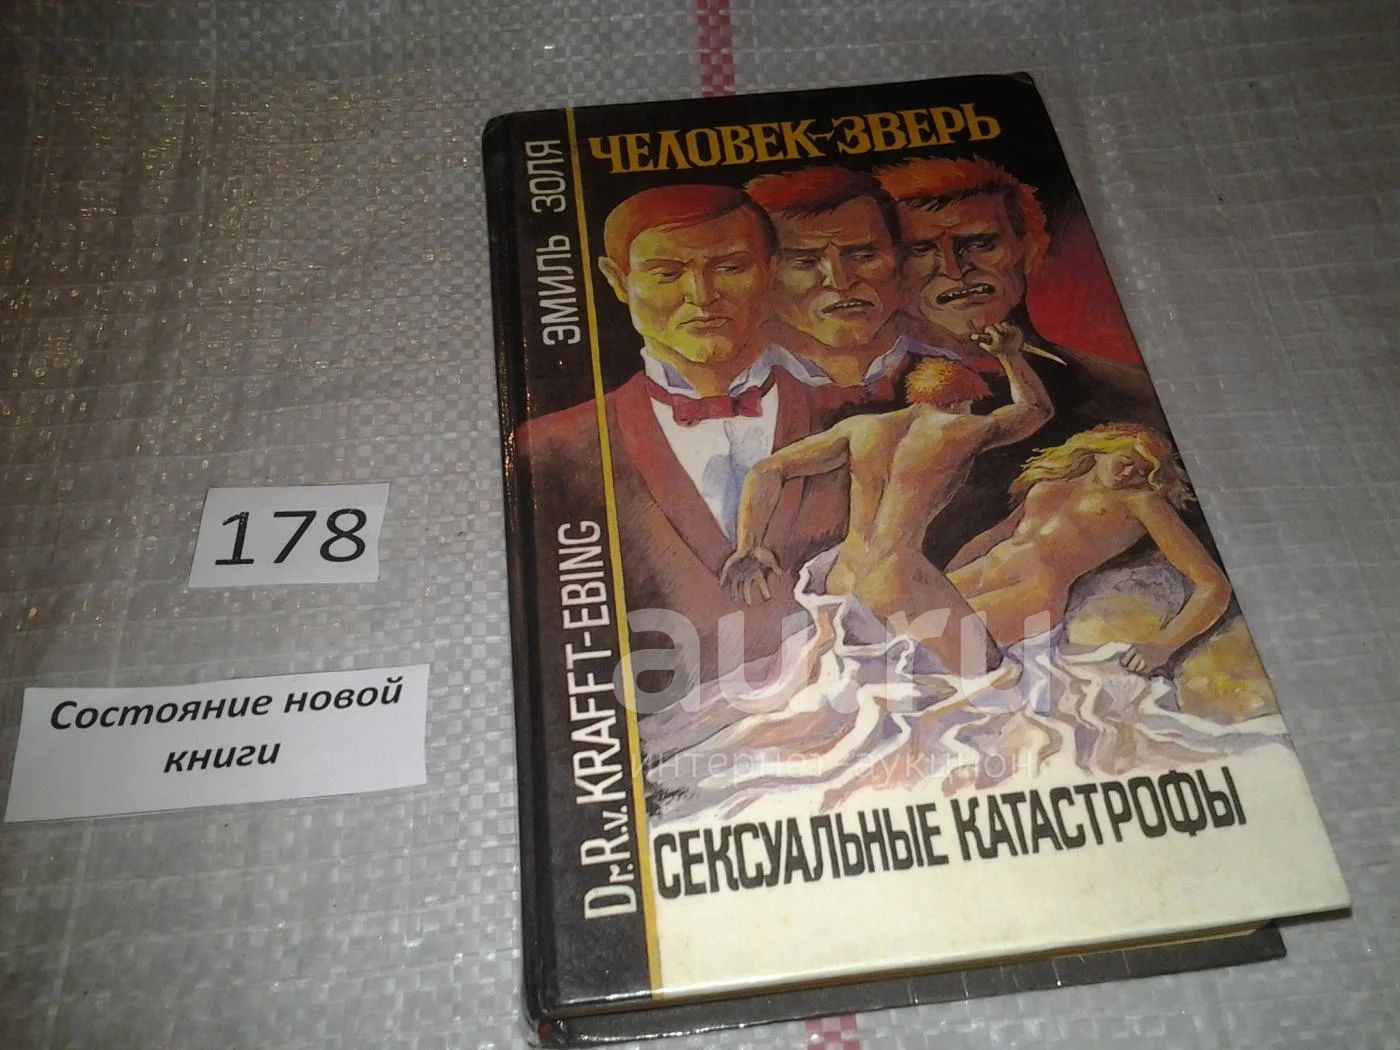 ЧЕЛОВЕК-ЗВЕРЬ
ЭМИЛЬ ЗОЛЯ
Dr.R.v.KRAFFT-EBING
СЕКСУАЛЬНЫЕ КАТАСТРОФЫ
178
Состояние новой
книги
au.ru
интернет-аукцион